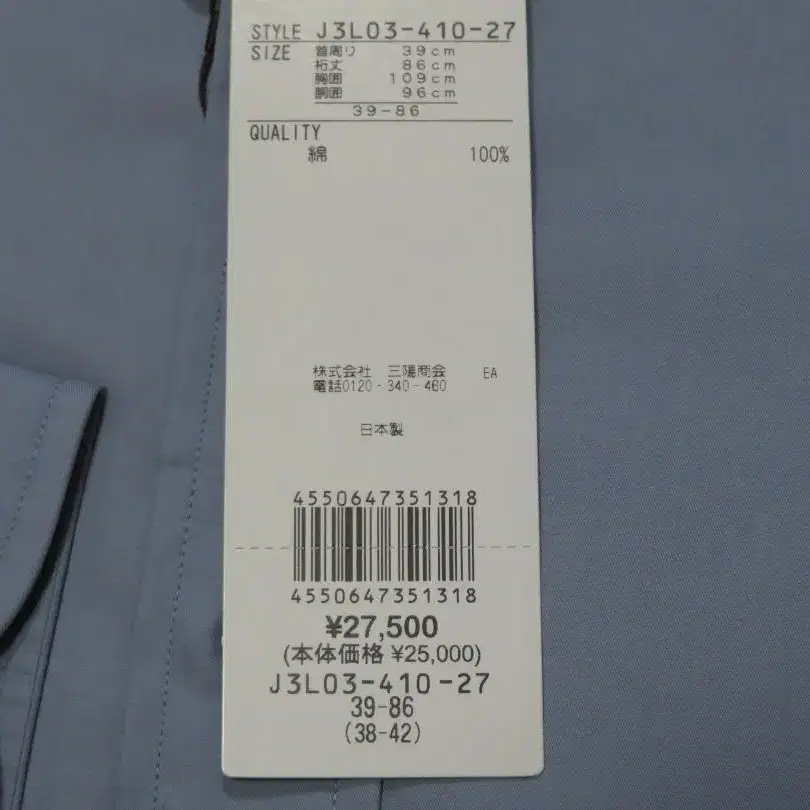 STYLE J3L03-410-27
SIZE 首周り 39cm
裄丈 86cm
胸囲 109cm
胴囲 96cm
39-86
QUALITY
綿 100%
株式会社 三陽商会 EA
電話0120-340-460
日本製
4550647351318
4550647351318
¥27,500
(本体価格 ¥25,000)
J3L03-410-27
39-86
(38-42)